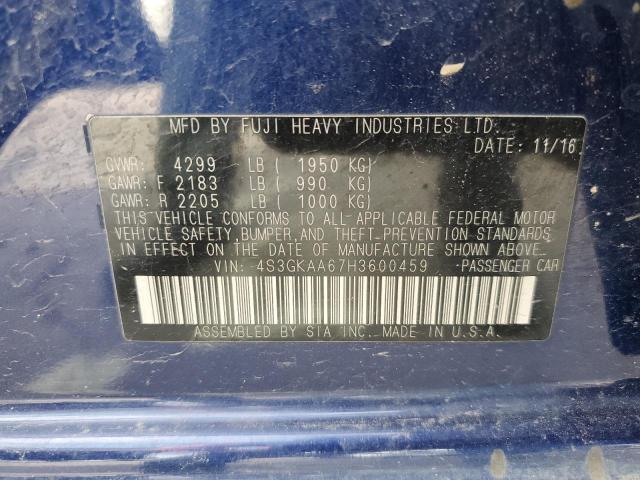 MFD BY FUJI HEAVY INDUSTRIES LTD.
DATE: 11/16
GVWR: 4299 LB ( 1950 KG)
GAWR: F 2183 LB ( 990 KG)
GAWR: R 2205 LB ( 1000 KG)
THIS VEHICLE CONFORMS TO ALL APPLICABLE FEDERAL MOTOR
VEHICLE SAFETY, BUMPER, AND THEFT-PREVENTION STANDARDS
IN EFFECT ON THE DATE OF MANUFACTURE SHOWN ABOVE.
VIN: 4S3GKAA67H3600459 PASSENGER CAR
ASSEMBLED BY SIA INC. MADE IN U.S.A.